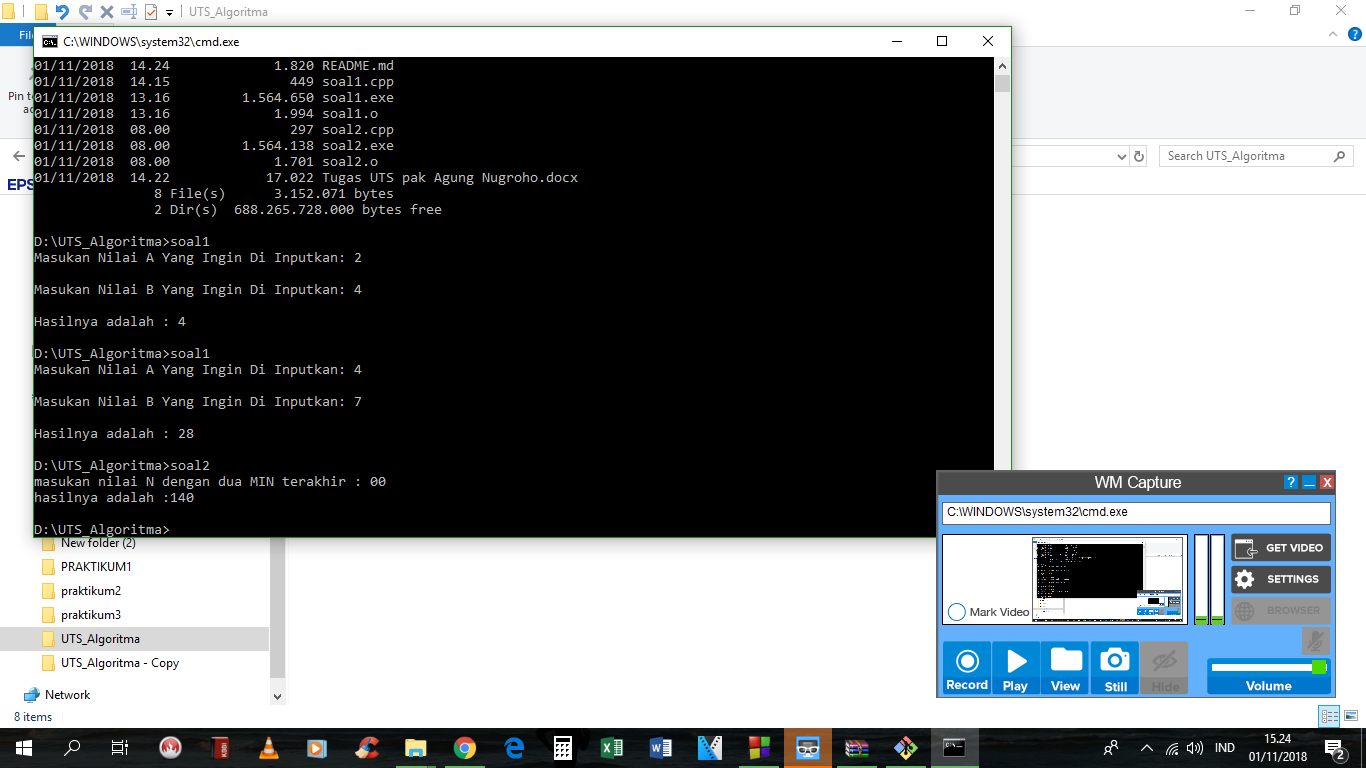 UTS_Algoritma
C:\WINDOWS\system32\cmd.exe
01/11/2018 14.24 1.820 README.md
01/11/2018 14.15 449 soal1.cpp
01/11/2018 13.16 1.564.650 soal1.exe
01/11/2018 13.16 1.994 soal1.o
01/11/2018 08.00 297 soal2.cpp
01/11/2018 08.00 1.564.138 soal2.exe
01/11/2018 08.00 1.701 soal2.o
01/11/2018 14.22 17.022 Tugas UTS pak Agung Nugroho.docx
8 File(s) 3.152.071 bytes
2 Dir(s) 688.265.728.000 bytes free
D:\UTS_Algoritma>soal1
Masukan Nilai A Yang Ingin Di Inputkan: 2
Masukan Nilai B Yang Ingin Di Inputkan: 4
Hasilnya adalah : 4
D:\UTS_Algoritma>soal1
Masukan Nilai A Yang Ingin Di Inputkan: 4
Masukan Nilai B Yang Ingin Di Inputkan: 7
Hasilnya adalah : 28
D:\UTS_Algoritma>soal2
masukan nilai N dengan dua MIN terakhir : 00
hasilnya adalah :140
D:\UTS_Algoritma>
Pin to
Search UTS_Algoritma
New folder (2)
PRAKTIKUM1
praktikum2
praktikum3
UTS_Algoritma
UTS_Algoritma - Copy
Network
8 items
WM Capture
C:\WINDOWS\system32\cmd.exe
GET VIDEO
SETTINGS
BROWSER
Mark Video
Record
Play
View
Still
Hide
Volume
IND
15.24
01/11/2018
2